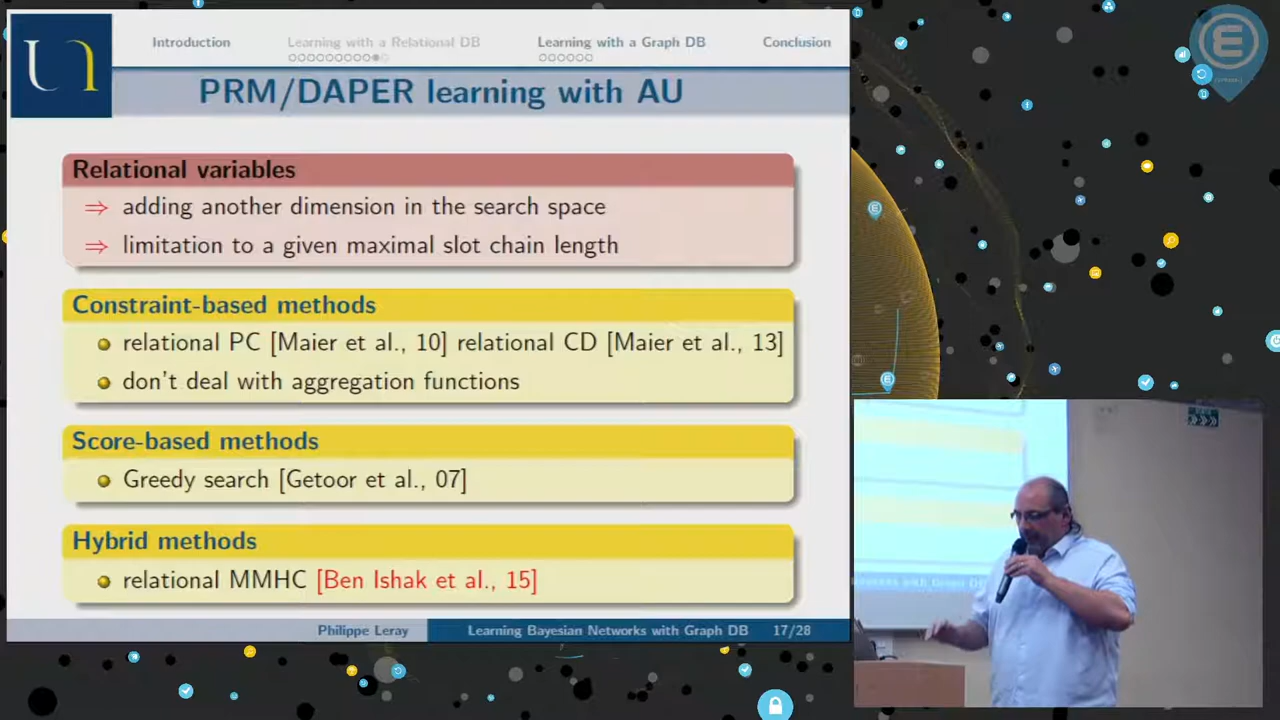 Introduction
Learning with a Relational DB
Learning with a Graph DB
Conclusion
PRM/DAPER learning with AU
Relational variables
⇒ adding another dimension in the search space
⇒ limitation to a given maximal slot chain length
Constraint-based methods
relational PC [Maier et al., 10] relational CD [Maier et al., 13]
don't deal with aggregation functions
Score-based methods
Greedy search [Getoor et al., 07]
Hybrid methods
relational MMHC [Ben Ishak et al., 15]
Philippe Leray
Learning Bayesian Networks with Graph DB
17/28